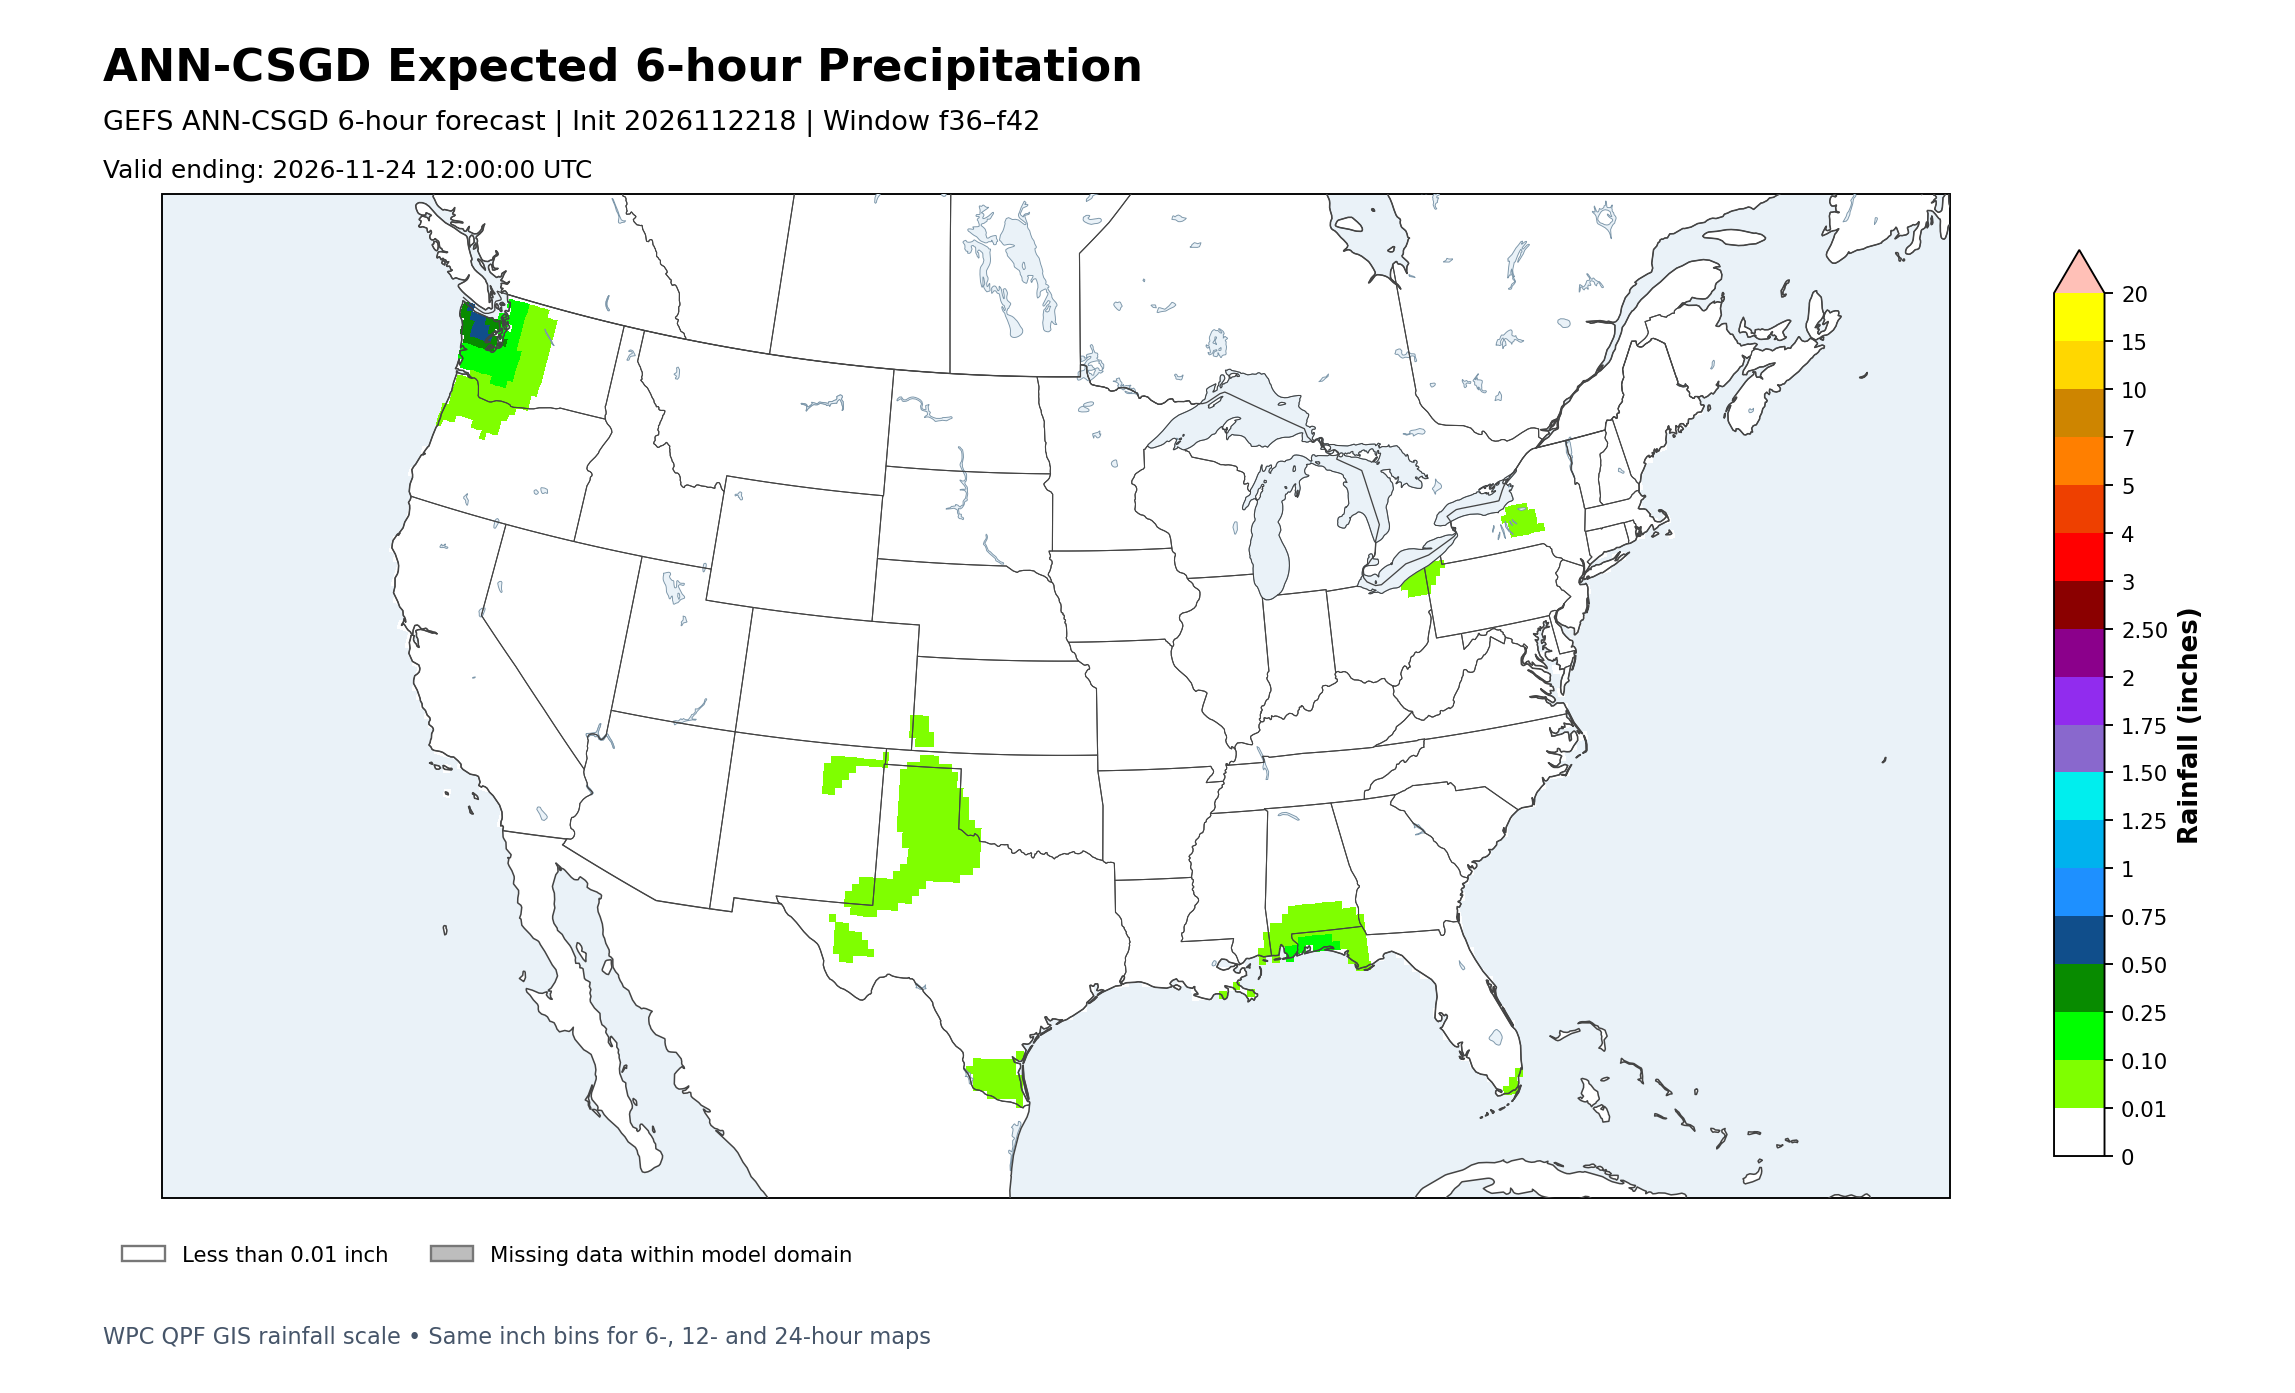 ANN-CSGD Expected 6-hour Precipitation
GEFS ANN-CSGD 6-hour forecast | Init 2026112218 | Window f36–f42
Valid ending: 2026-11-24 12:00:00 UTC
20
15
10
7
5
4
3
2.50
2
1.75
1.50
1.25
1
0.75
0.50
0.25
0.10
0.01
0
Rainfall (inches)
Less than 0.01 inch
Missing data within model domain
WPC QPF GIS rainfall scale • Same inch bins for 6-, 12- and 24-hour maps